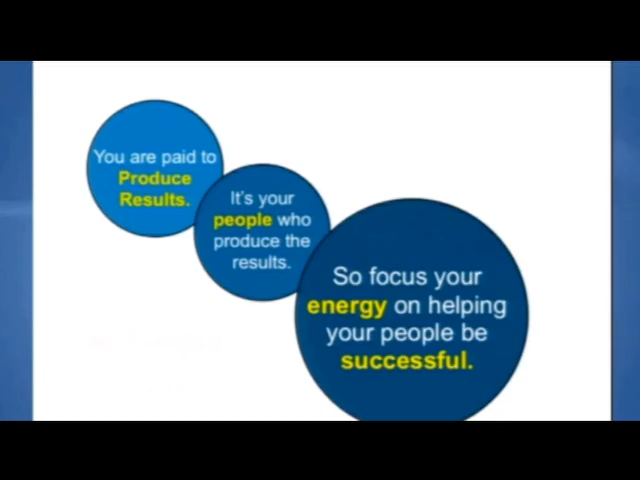 You are paid to
Produce
Results.
It's your
people who
produce the
results.
So focus your
energy on helping
your people be
successful.